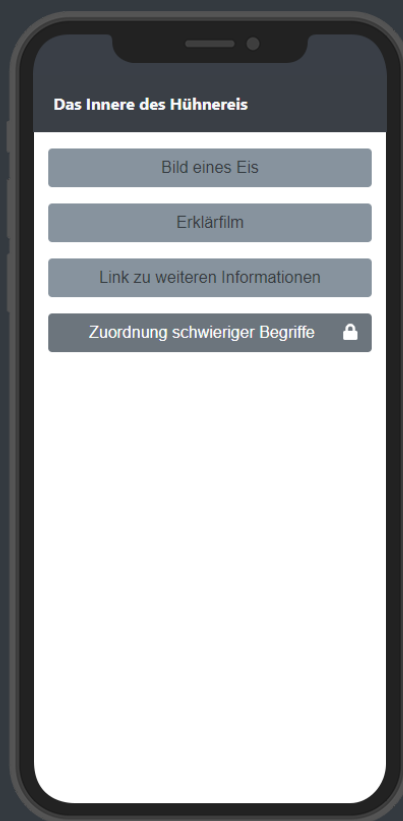 Das Innere des Hühnereis
Bild eines Eis
Erklärfilm
Link zu weiteren Informationen
Zuordnung schwieriger Begriffe